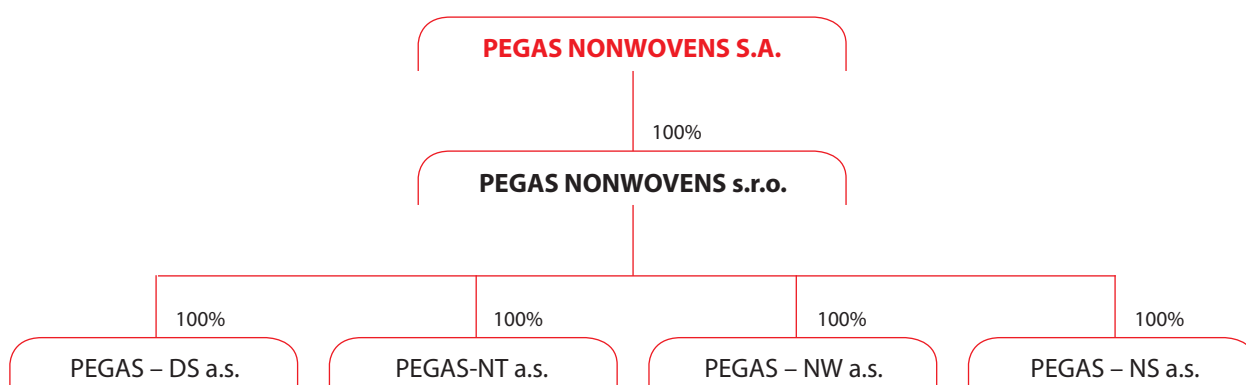 PEGAS NONWOVENS S.A.
100%
PEGAS NONWOVENS s.r.o.
100%
100%
100%
100%
PEGAS – DS a.s.
PEGAS-NT a.s.
PEGAS – NW a.s.
PEGAS – NS a.s.